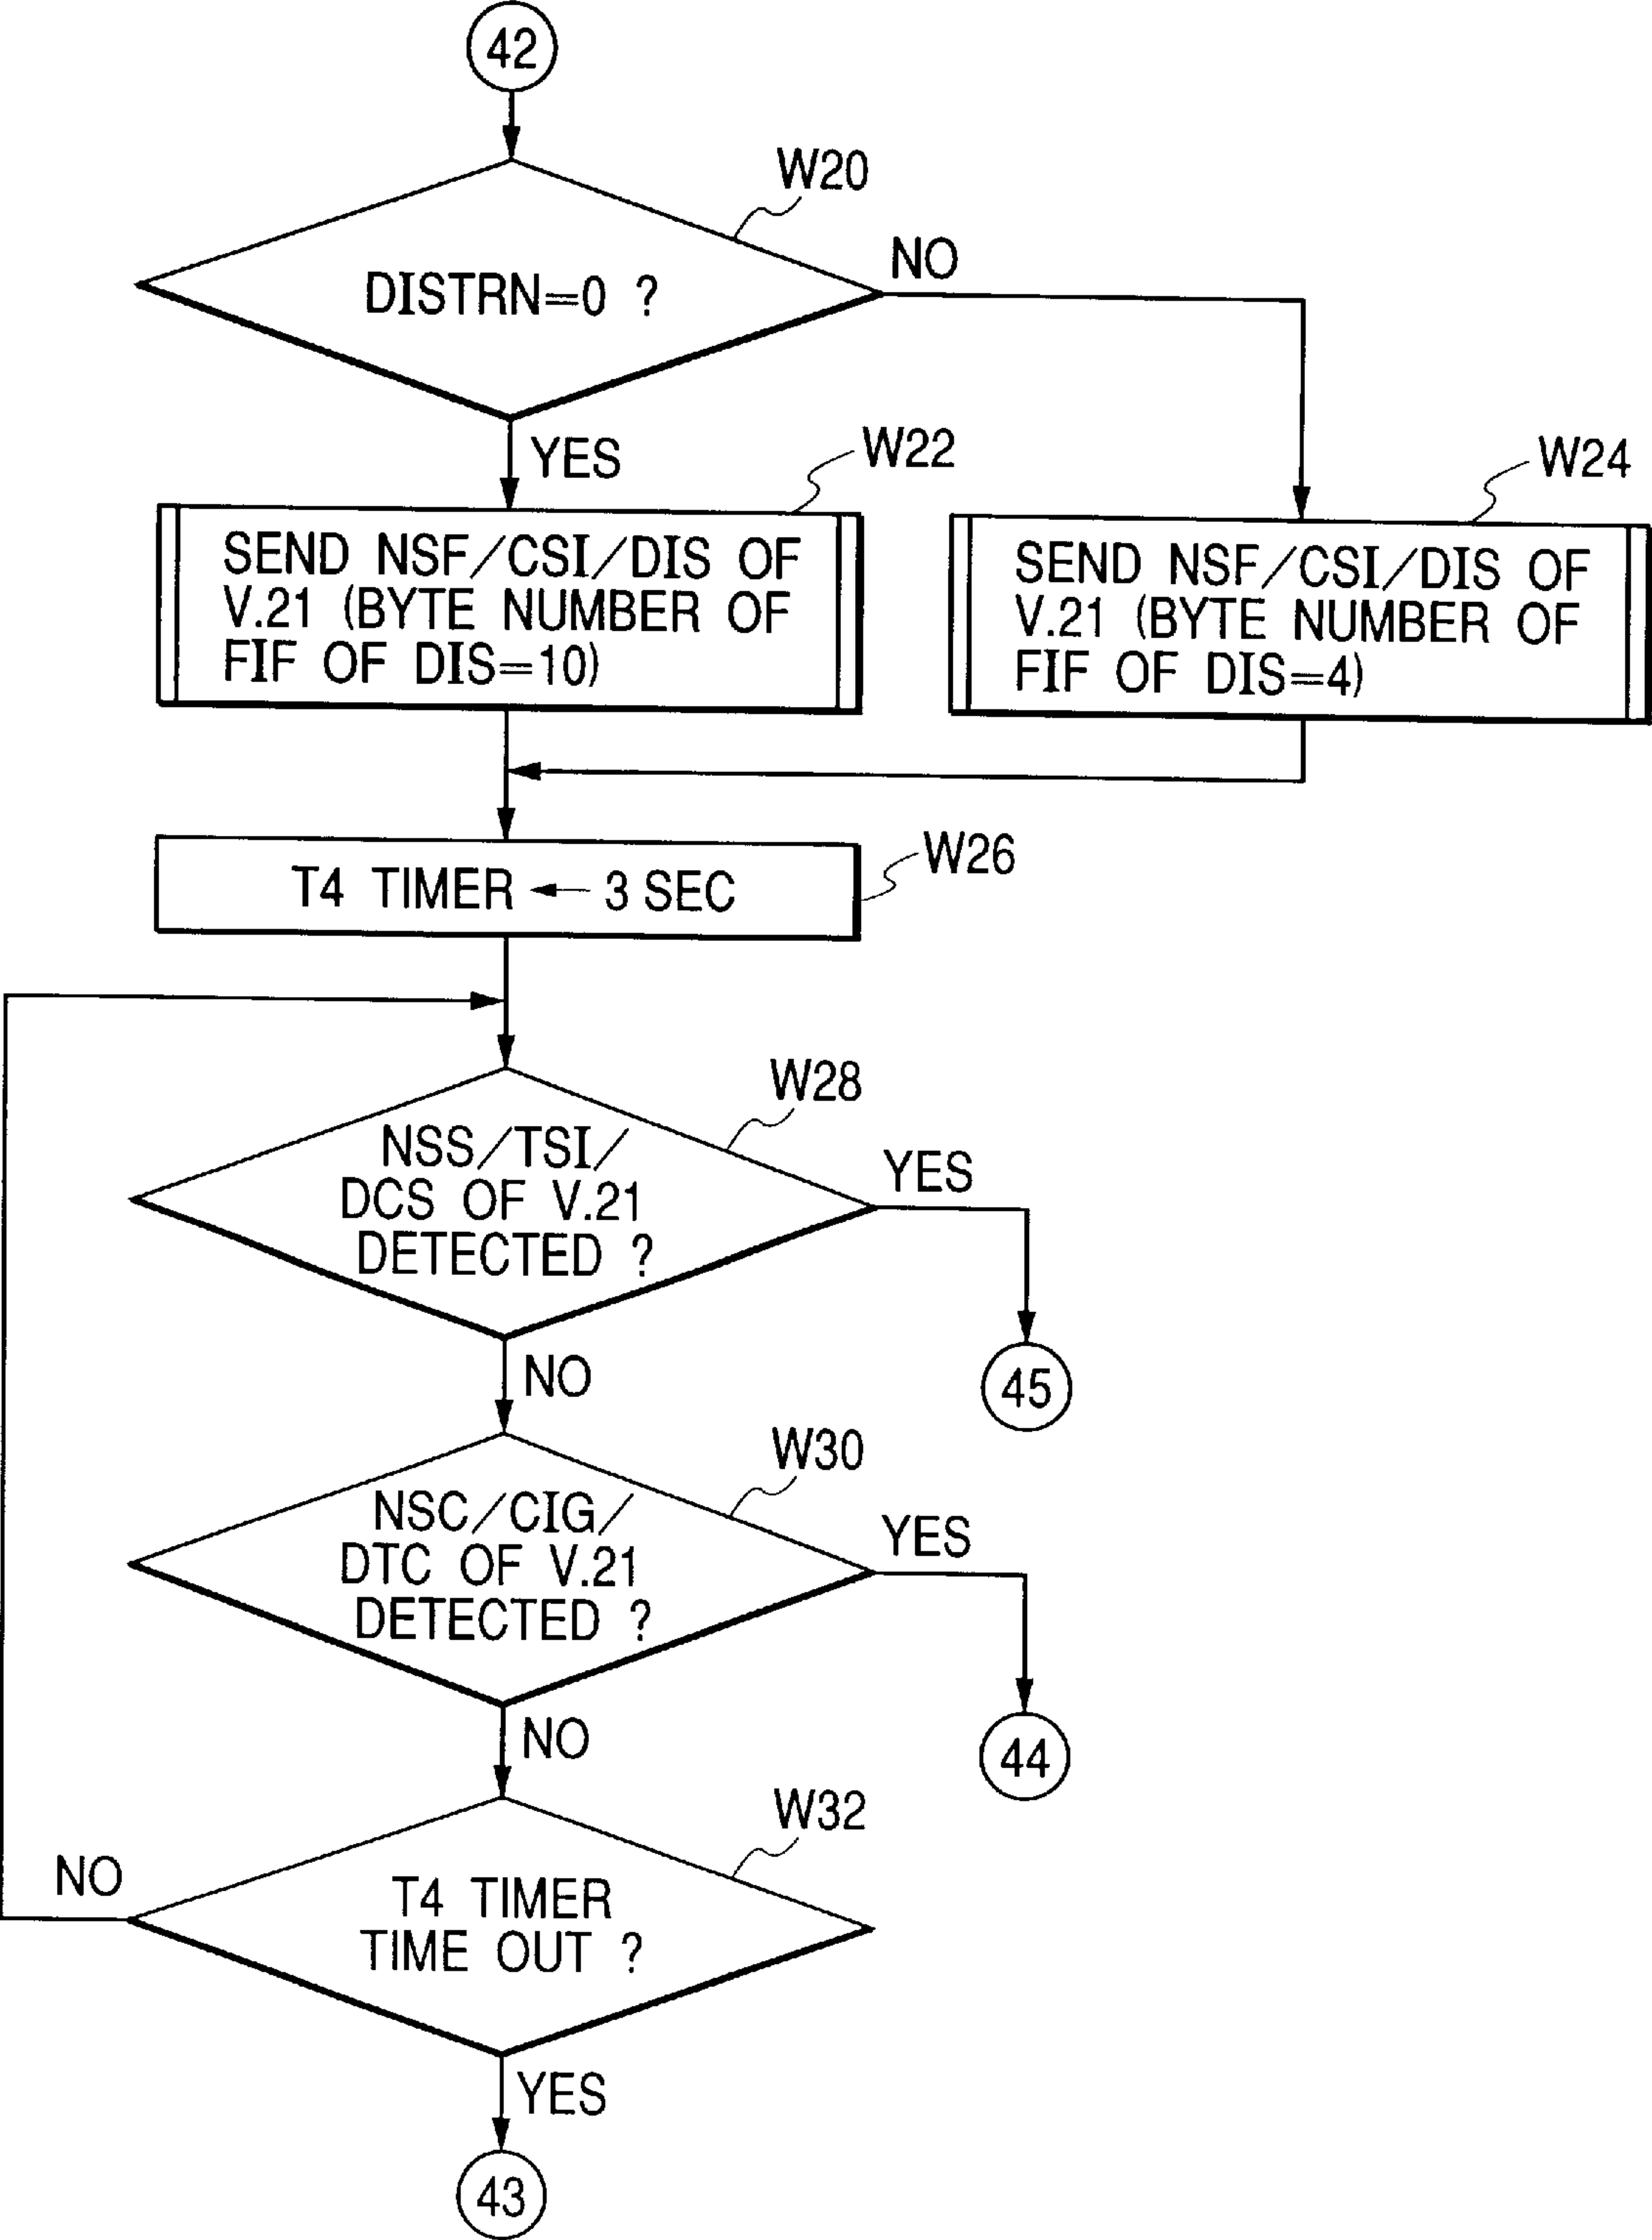 42
W20
DISTRN=0 ?
NO
YES
W22
W24
SEND NSF/CSI/DIS OF
V.21 (BYTE NUMBER OF
FIF OF DIS=10)
SEND NSF/CSI/DIS OF
V.21 (BYTE NUMBER OF
FIF OF DIS=4)
W26
T4 TIMER ← 3 SEC
W28
NSS/TSI/
DCS OF V.21
DETECTED ?
YES
45
NO
W30
NSC/CIG/
DTC OF V.21
DETECTED ?
YES
44
NO
W32
T4 TIMER
TIME OUT ?
NO
YES
43